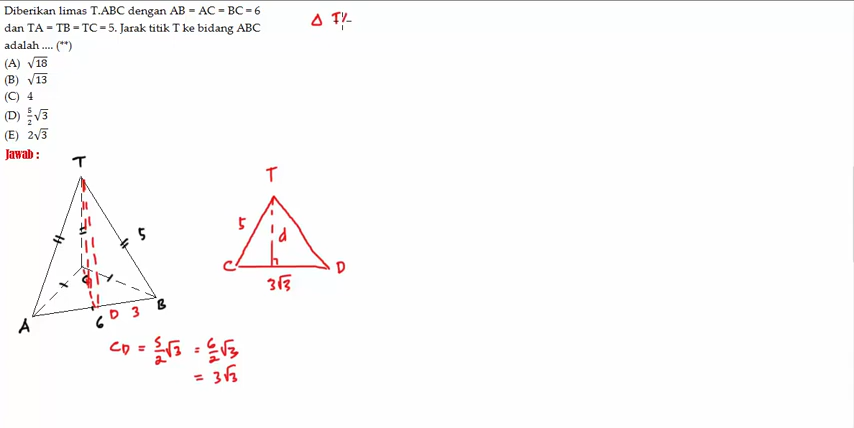 Diberikan limas T.ABC dengan AB = AC = BC = 6
dan TA = TB = TC = 5. Jarak titik T ke bidang ABC
adalah .... (**)
(A) √18
(B) √13
(C) 4
(D) 5/2 √3
(E) 2√3
Jawab :
T
5
C
A
B
6
D 3
CD = 5/2 √3 = 6/2 √3
= 3√3
T
5
d
C
D
3√3
Δ T